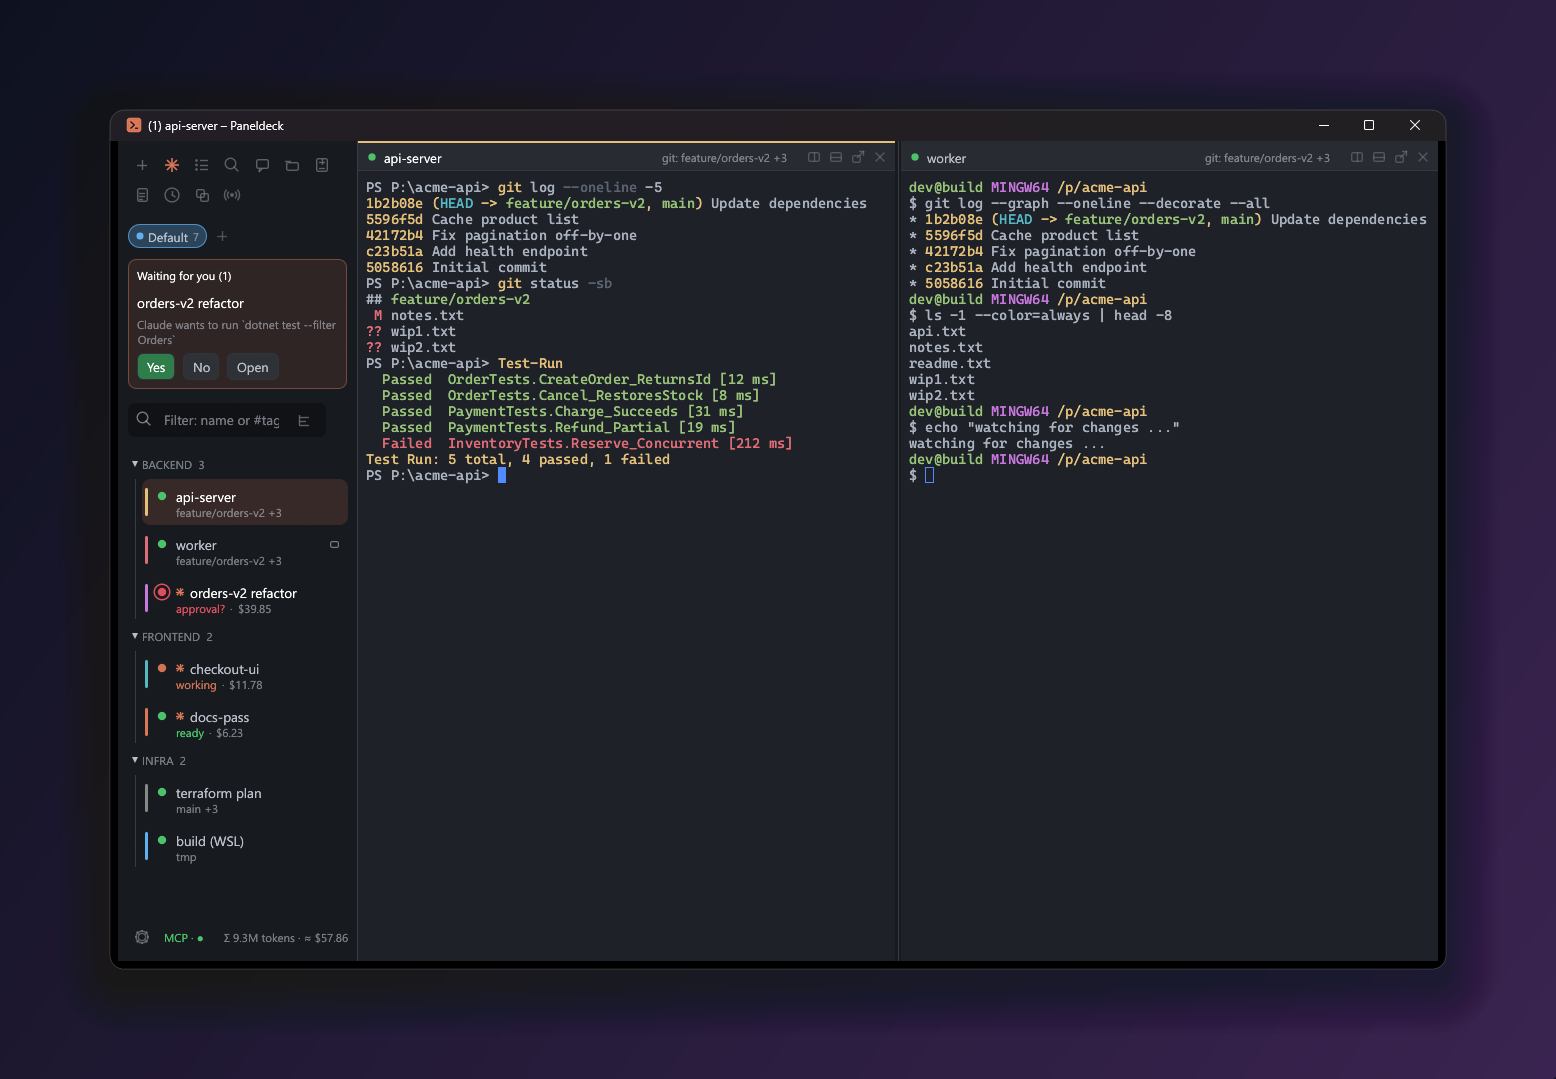 (1) api-server – Paneldeck
Default 7
Waiting for you (1)
orders-v2 refactor
Claude wants to run `dotnet test --filter
Orders`
Yes No Open
Filter: name or #tag
BACKEND 3
api-server
feature/orders-v2 +3
worker
feature/orders-v2 +3
orders-v2 refactor
approval? · $39.85
FRONTEND 2
checkout-ui
working · $11.78
docs-pass
ready · $6.23
INFRA 2
terraform plan
main +3
build (WSL)
tmp
MCP · Σ 9.3M tokens · ≈ $57.86
api-server git: feature/orders-v2 +3
PS P:\acme-api> git log --oneline -5
1b2b08e (HEAD -> feature/orders-v2, main) Update dependencies
5596f5d Cache product list
42172b4 Fix pagination off-by-one
c23b51a Add health endpoint
5058616 Initial commit
PS P:\acme-api> git status -sb
## feature/orders-v2
M notes.txt
?? wip1.txt
?? wip2.txt
PS P:\acme-api> Test-Run
Passed OrderTests.CreateOrder_ReturnsId [12 ms]
Passed OrderTests.Cancel_RestoresStock [8 ms]
Passed PaymentTests.Charge_Succeeds [31 ms]
Passed PaymentTests.Refund_Partial [19 ms]
Failed InventoryTests.Reserve_Concurrent [212 ms]
Test Run: 5 total, 4 passed, 1 failed
PS P:\acme-api>
worker git: feature/orders-v2 +3
dev@build MINGW64 /p/acme-api
$ git log --graph --oneline --decorate --all
* 1b2b08e (HEAD -> feature/orders-v2, main) Update dependencies
* 5596f5d Cache product list
* 42172b4 Fix pagination off-by-one
* c23b51a Add health endpoint
* 5058616 Initial commit
dev@build MINGW64 /p/acme-api
$ ls -1 --color=always | head -8
api.txt
notes.txt
readme.txt
wip1.txt
wip2.txt
dev@build MINGW64 /p/acme-api
$ echo "watching for changes ..."
watching for changes ...
dev@build MINGW64 /p/acme-api
$